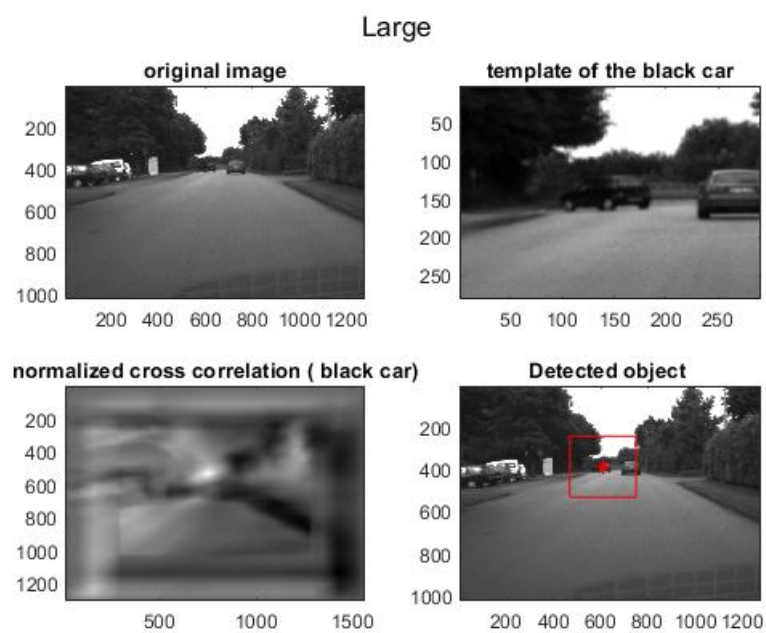 Large
original image
template of the black car
200
400
600
800
1000
200 400 600 800 1000 1200
50
100
150
200
250
50 100 150 200 250
normalized cross correlation ( black car)
Detected object
200
400
600
800
1000
1200
500 1000 1500
200
400
600
800
1000
200 400 600 800 1000 1200